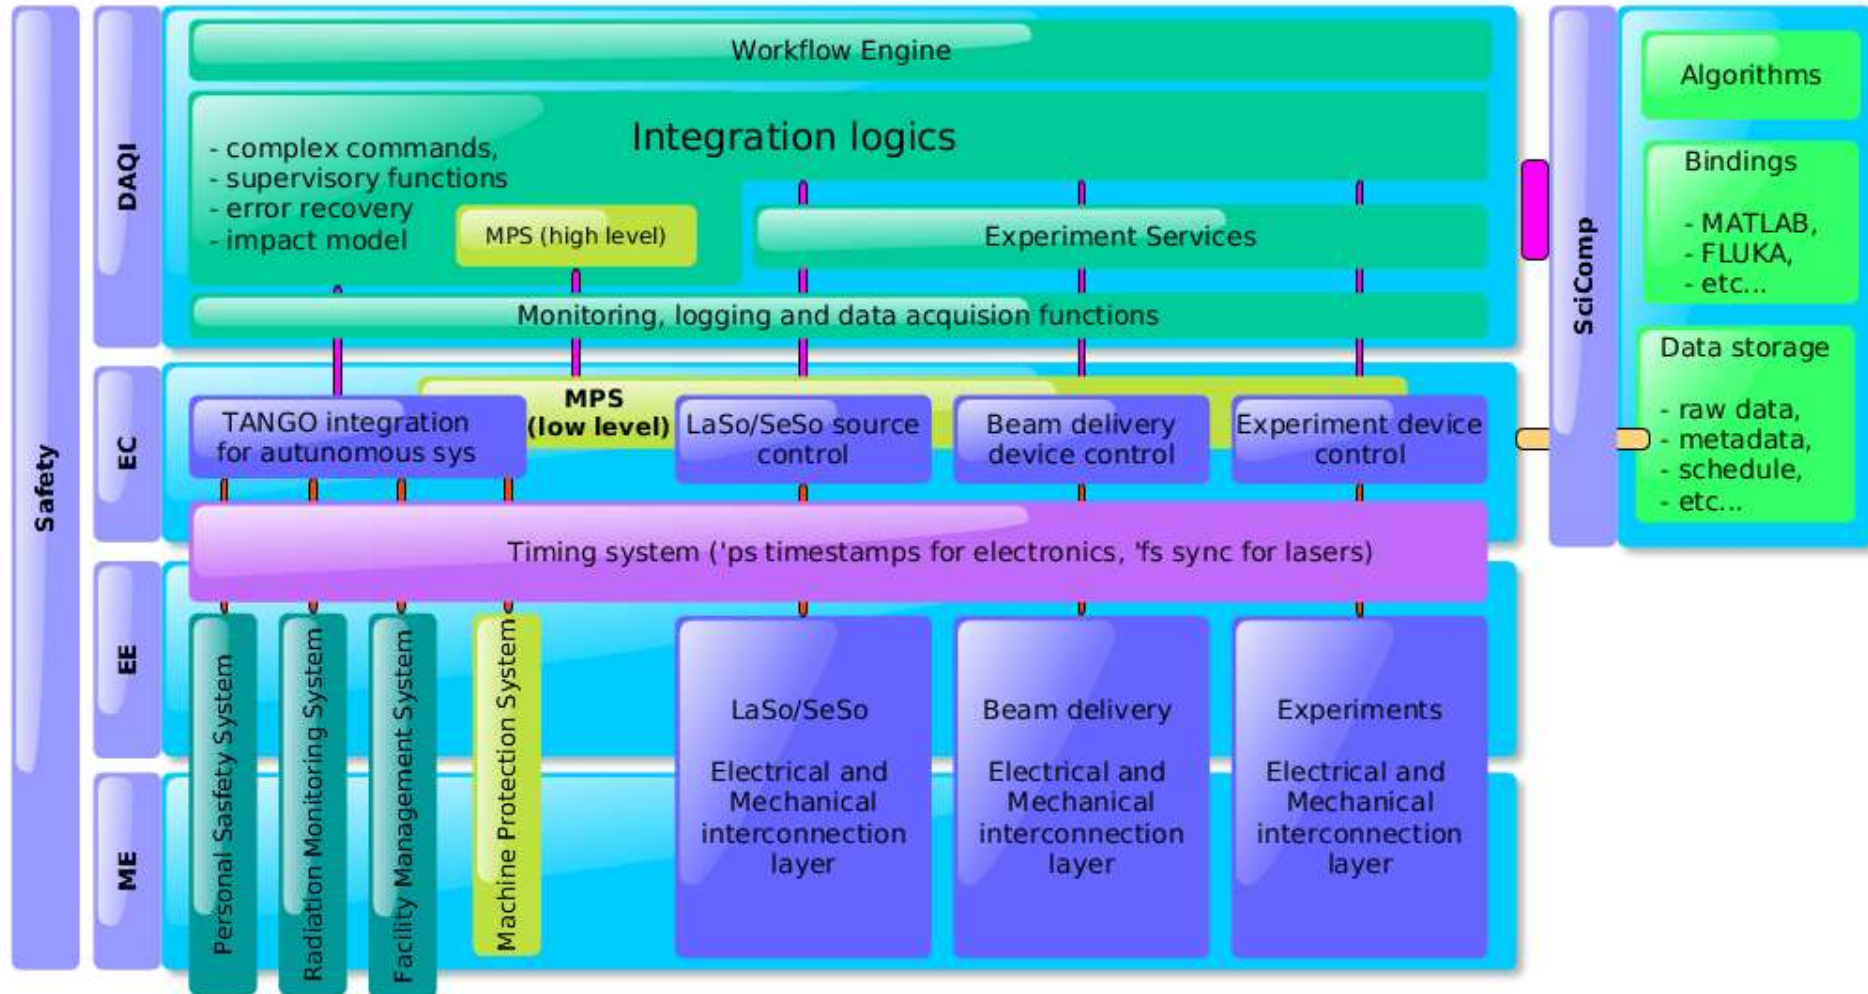 Safety
DAQI
Workflow Engine
Integration logics
- complex commands,
- supervisory functions
- error recovery
- impact model
MPS (high level)
Experiment Services
Monitoring, logging and data acquision functions
EC
MPS
(low level)
TANGO integration
for autunomous sys
LaSo/SeSo source
control
Beam delivery
device control
Experiment device
control
Timing system ('ps timestamps for electronics, 'fs sync for lasers)
EE
ME
Personal Sasfety System
Radiation Monitoring System
Facility Management System
Machine Protection System
LaSo/SeSo
Electrical and
Mechanical
interconnection
layer
Beam delivery
Electrical and
Mechanical
interconnection
layer
Experiments
Electrical and
Mechanical
interconnection
layer
SciComp
Algorithms
Bindings
- MATLAB,
- FLUKA,
- etc...
Data storage
- raw data,
- metadata,
- schedule,
- etc...